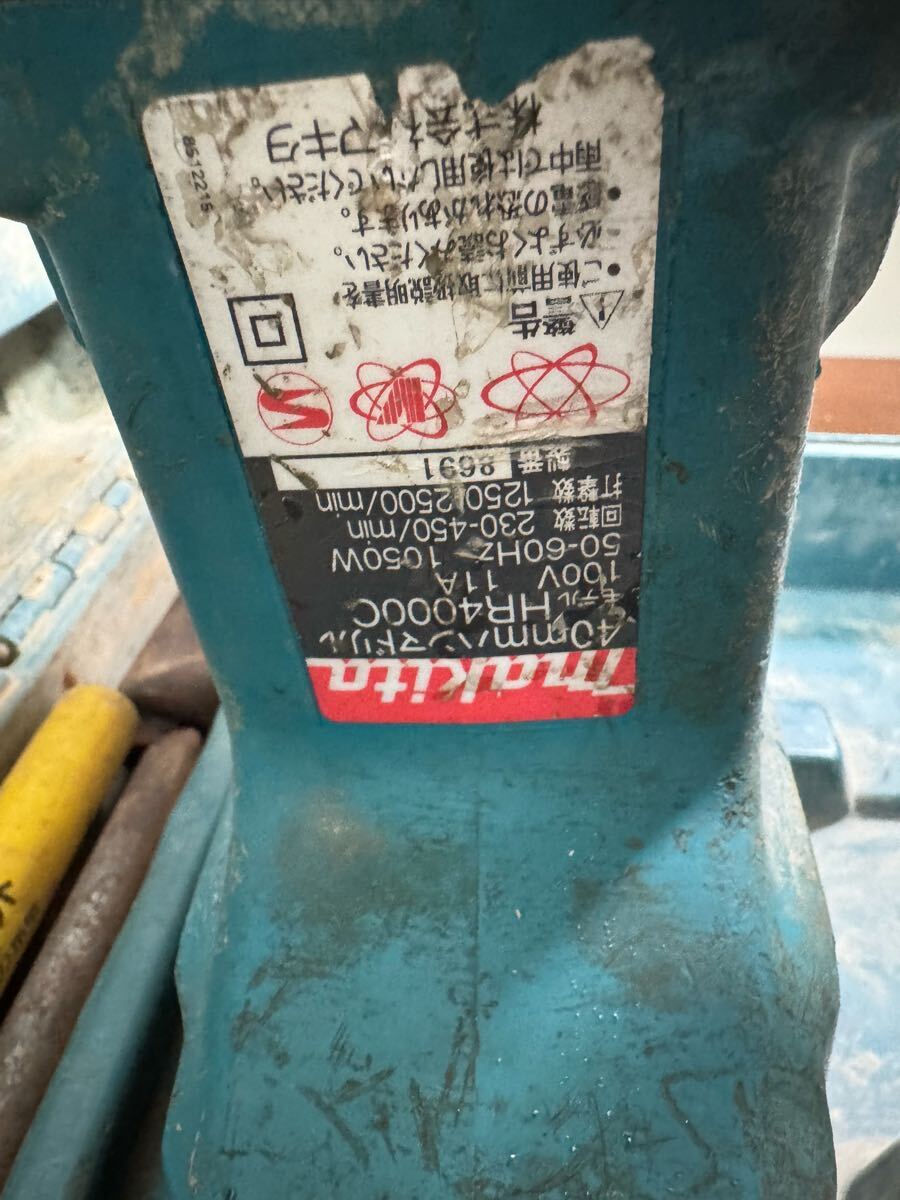 makita
40mmハンマドリル
モデル HR4000C
100V 11A
50-60Hz 1050W
回転数 230-450/min
打撃数 1250-2500/min
製番 8691
警告
●ご使用前に取扱説明書を
必ずよくお読みください。
●感電の恐れがあります。
雨中では使用しないでください。
株式会社マキタ